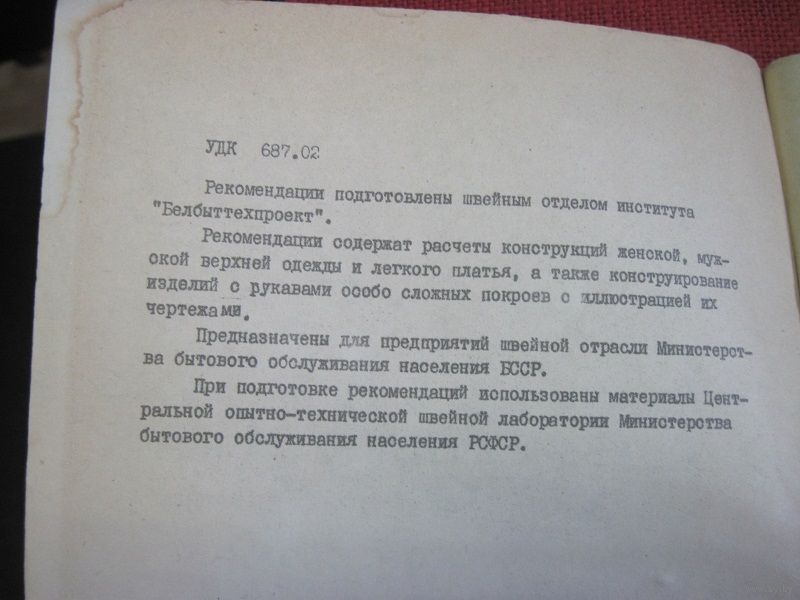 УДК 687.02
Рекомендации подготовлены швейным отделом института
"Белбыттехпроект".
Рекомендации содержат расчеты конструкций женской, муж-
ской верхней одежды и легкого платья, а также конструирование
изделий с рукавами особо сложных покроев с иллюстрацией их
чертежами.
Предназначены для предприятий швейной отрасли Министерст-
ва бытового обслуживания населения БССР.
При подготовке рекомендаций использованы материалы Цент-
ральной опытно-технической швейной лаборатории Министерства
бытового обслуживания населения РСФСР.